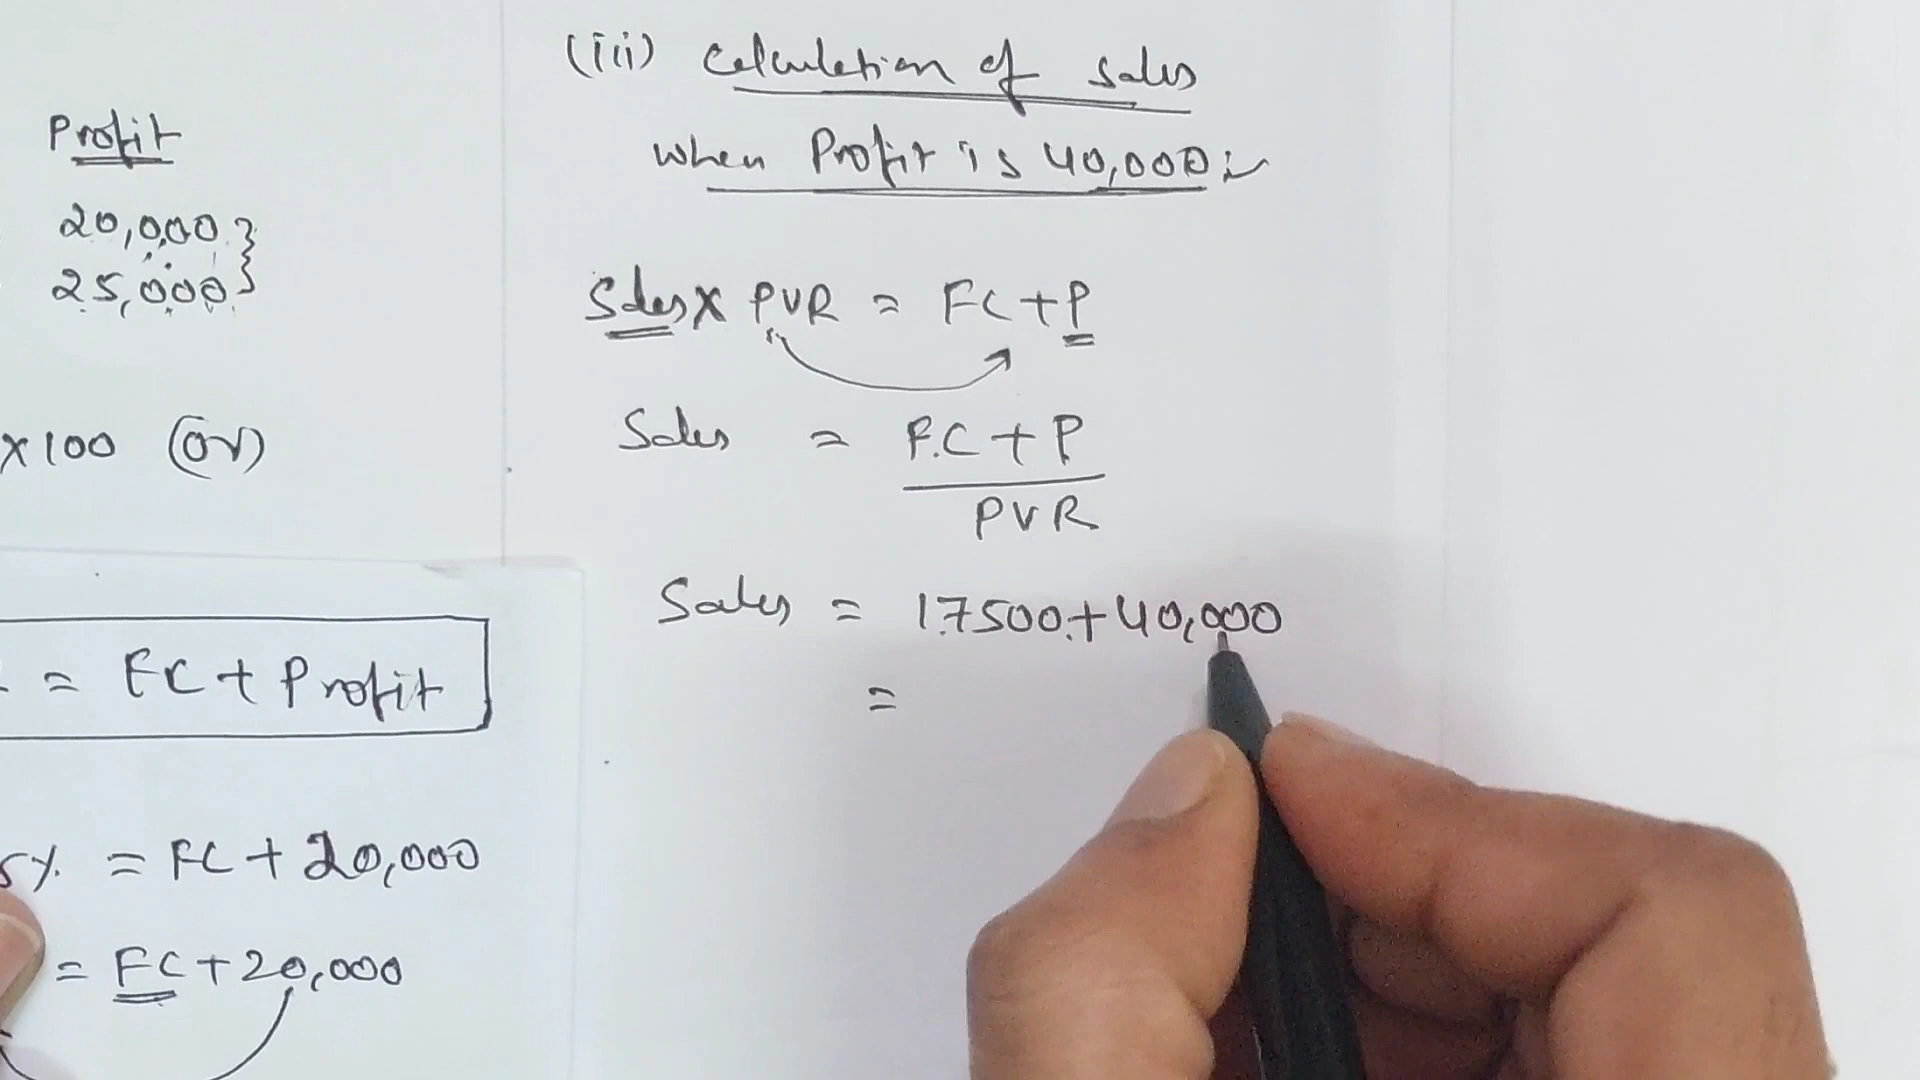 Profit
20,000
25,000
x100 (or)
= FC + Profit
5% = FC + 20,000
= FC + 20,000
(iii) Calculation of sales
when Profit is 40,000:-
Sales x PVR = FC + P
Sales = F.C + P
PVR
Sales = 17500 + 40,000
=